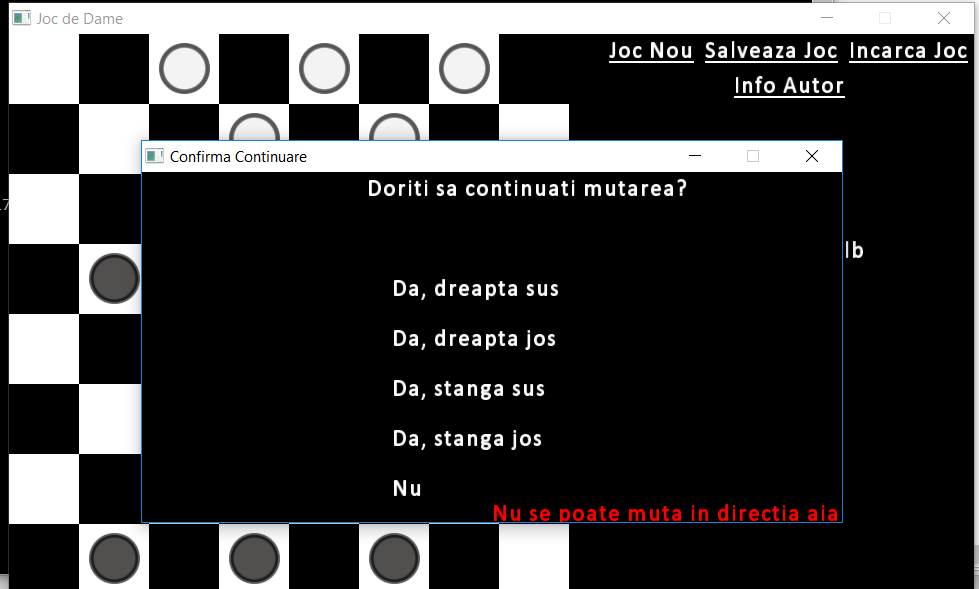 Joc de Dame
Joc Nou Salveaza Joc Incarca Joc
Info Autor
Confirma Continuare
Doriti sa continuati mutarea?
lb
Da, dreapta sus
Da, dreapta jos
Da, stanga sus
Da, stanga jos
Nu
Nu se poate muta in directia aia